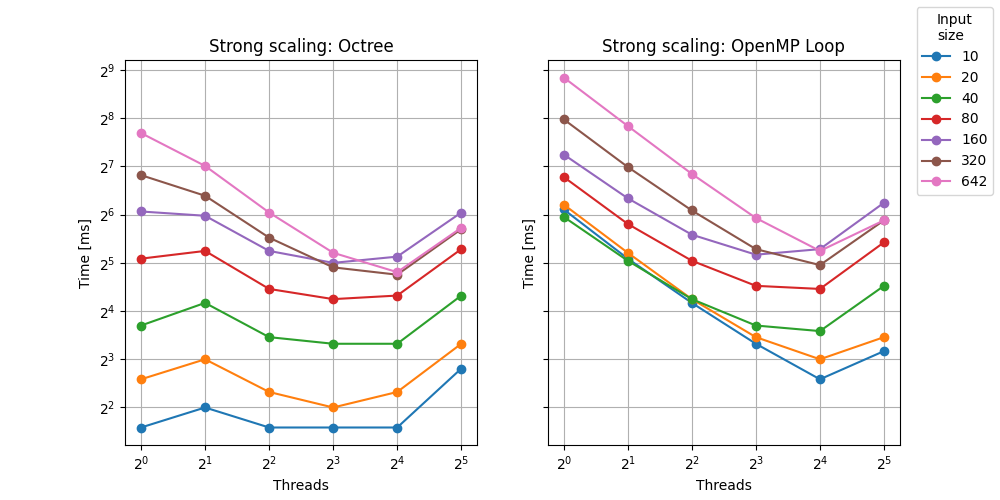 Strong scaling: Octree
Time [ms]
2⁹
2⁸
2⁷
2⁶
2⁵
2⁴
2³
2²
2⁰ 2¹ 2² 2³ 2⁴ 2⁵
Threads
Strong scaling: OpenMP Loop
Time [ms]
2⁰ 2¹ 2² 2³ 2⁴ 2⁵
Threads
Input
size
10
20
40
80
160
320
642